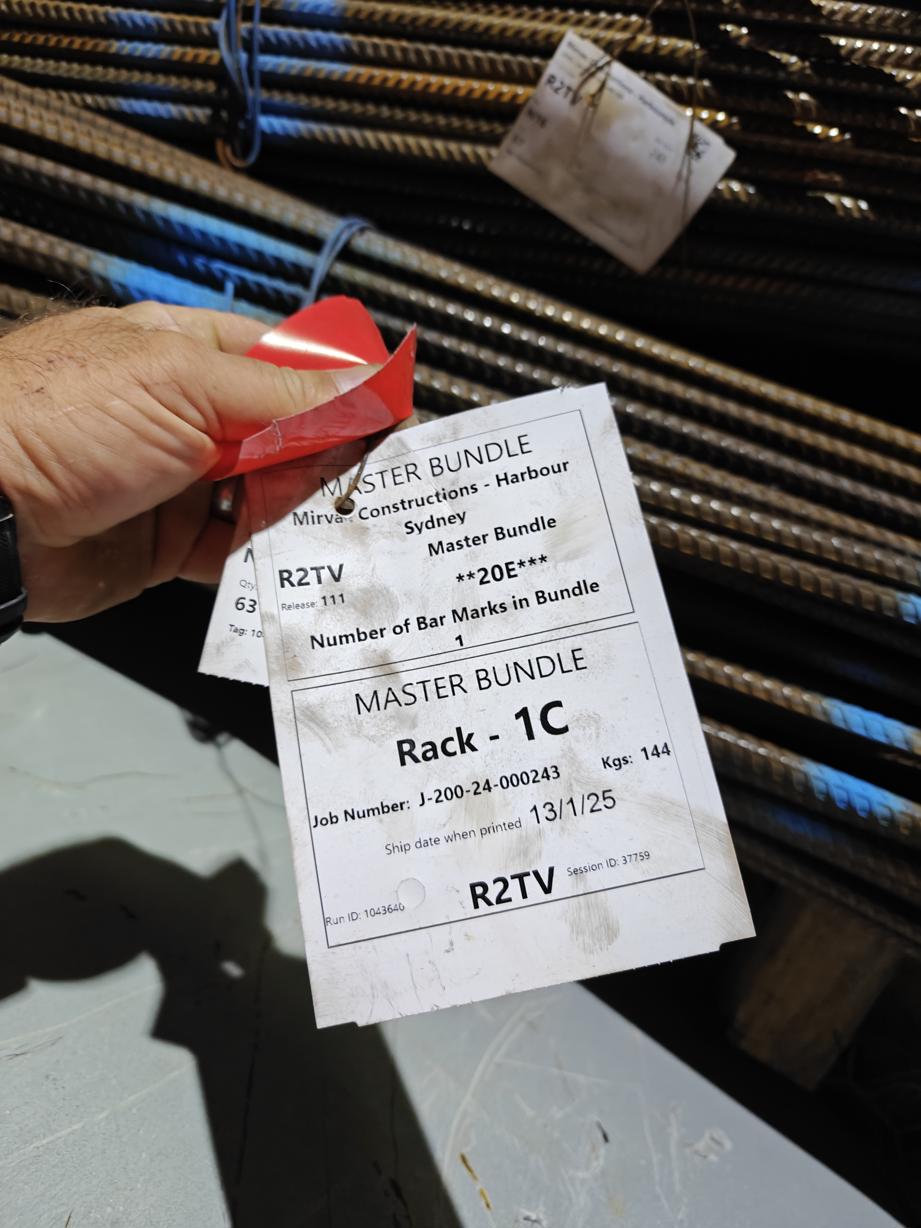 MASTER BUNDLE
Mirva Constructions - Harbour
Sydney
Master Bundle
R2TV
**20E***
Release: 111
Number of Bar Marks in Bundle
1
MASTER BUNDLE
Rack - 1C
Kgs: 144
Job Number: J-200-24-000243
Ship date when printed 13/1/25
R2TV
Session ID: 37759
Run ID: 1043640
Qty
63
Tag: 10
R2TV